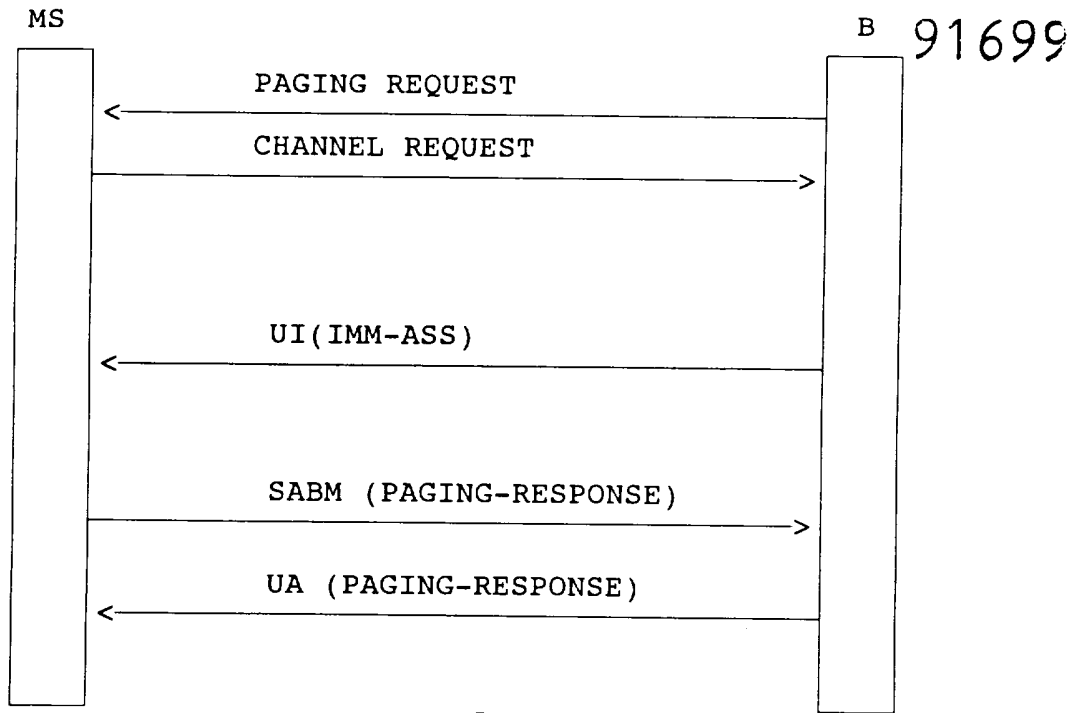 MS
B 91699
PAGING REQUEST
CHANNEL REQUEST
UI(IMM-ASS)
SABM (PAGING-RESPONSE)
UA (PAGING-RESPONSE)